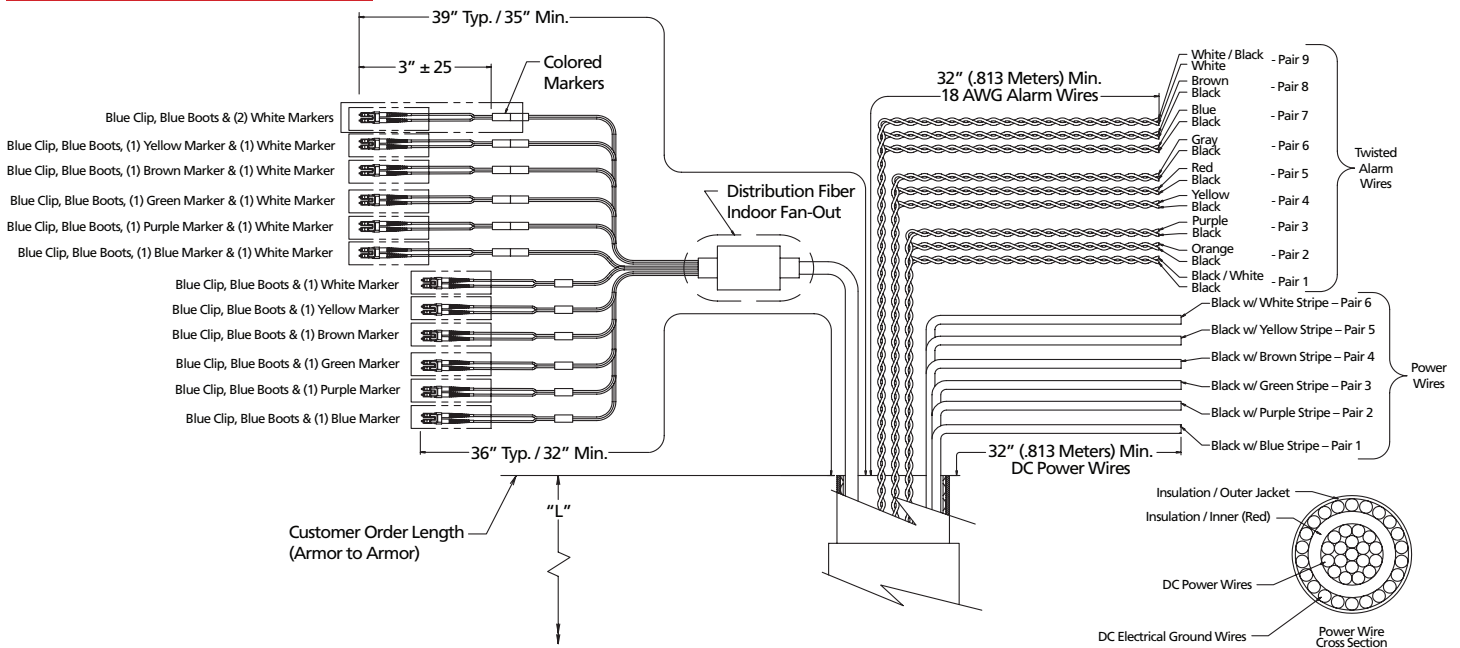 39” Typ. / 35” Min.
3” ± 25
Colored
Markers
Blue Clip, Blue Boots & (2) White Markers
Blue Clip, Blue Boots, (1) Yellow Marker & (1) White Marker
Blue Clip, Blue Boots, (1) Brown Marker & (1) White Marker
Blue Clip, Blue Boots, (1) Green Marker & (1) White Marker
Blue Clip, Blue Boots, (1) Purple Marker & (1) White Marker
Blue Clip, Blue Boots, (1) Blue Marker & (1) White Marker
Blue Clip, Blue Boots & (1) White Marker
Blue Clip, Blue Boots & (1) Yellow Marker
Blue Clip, Blue Boots & (1) Brown Marker
Blue Clip, Blue Boots & (1) Green Marker
Blue Clip, Blue Boots & (1) Purple Marker
Blue Clip, Blue Boots & (1) Blue Marker
36” Typ. / 32” Min.
Distribution Fiber
Indoor Fan-Out
Customer Order Length
(Armor to Armor)
“L”
32” (.813 Meters) Min.
18 AWG Alarm Wires
White / Black
White
- Pair 9
Brown
Black
- Pair 8
Blue
Black
- Pair 7
Gray
Black
- Pair 6
Red
Black
- Pair 5
Yellow
Black
- Pair 4
Purple
Black
- Pair 3
Orange
Black
- Pair 2
Black / White
Black
- Pair 1
Twisted
Alarm
Wires
Black w/ White Stripe – Pair 6
Black w/ Yellow Stripe – Pair 5
Black w/ Brown Stripe – Pair 4
Black w/ Green Stripe – Pair 3
Black w/ Purple Stripe – Pair 2
Black w/ Blue Stripe – Pair 1
Power
Wires
32” (.813 Meters) Min.
DC Power Wires
Insulation / Outer Jacket
Insulation / Inner (Red)
DC Power Wires
DC Electrical Ground Wires
Power Wire
Cross Section